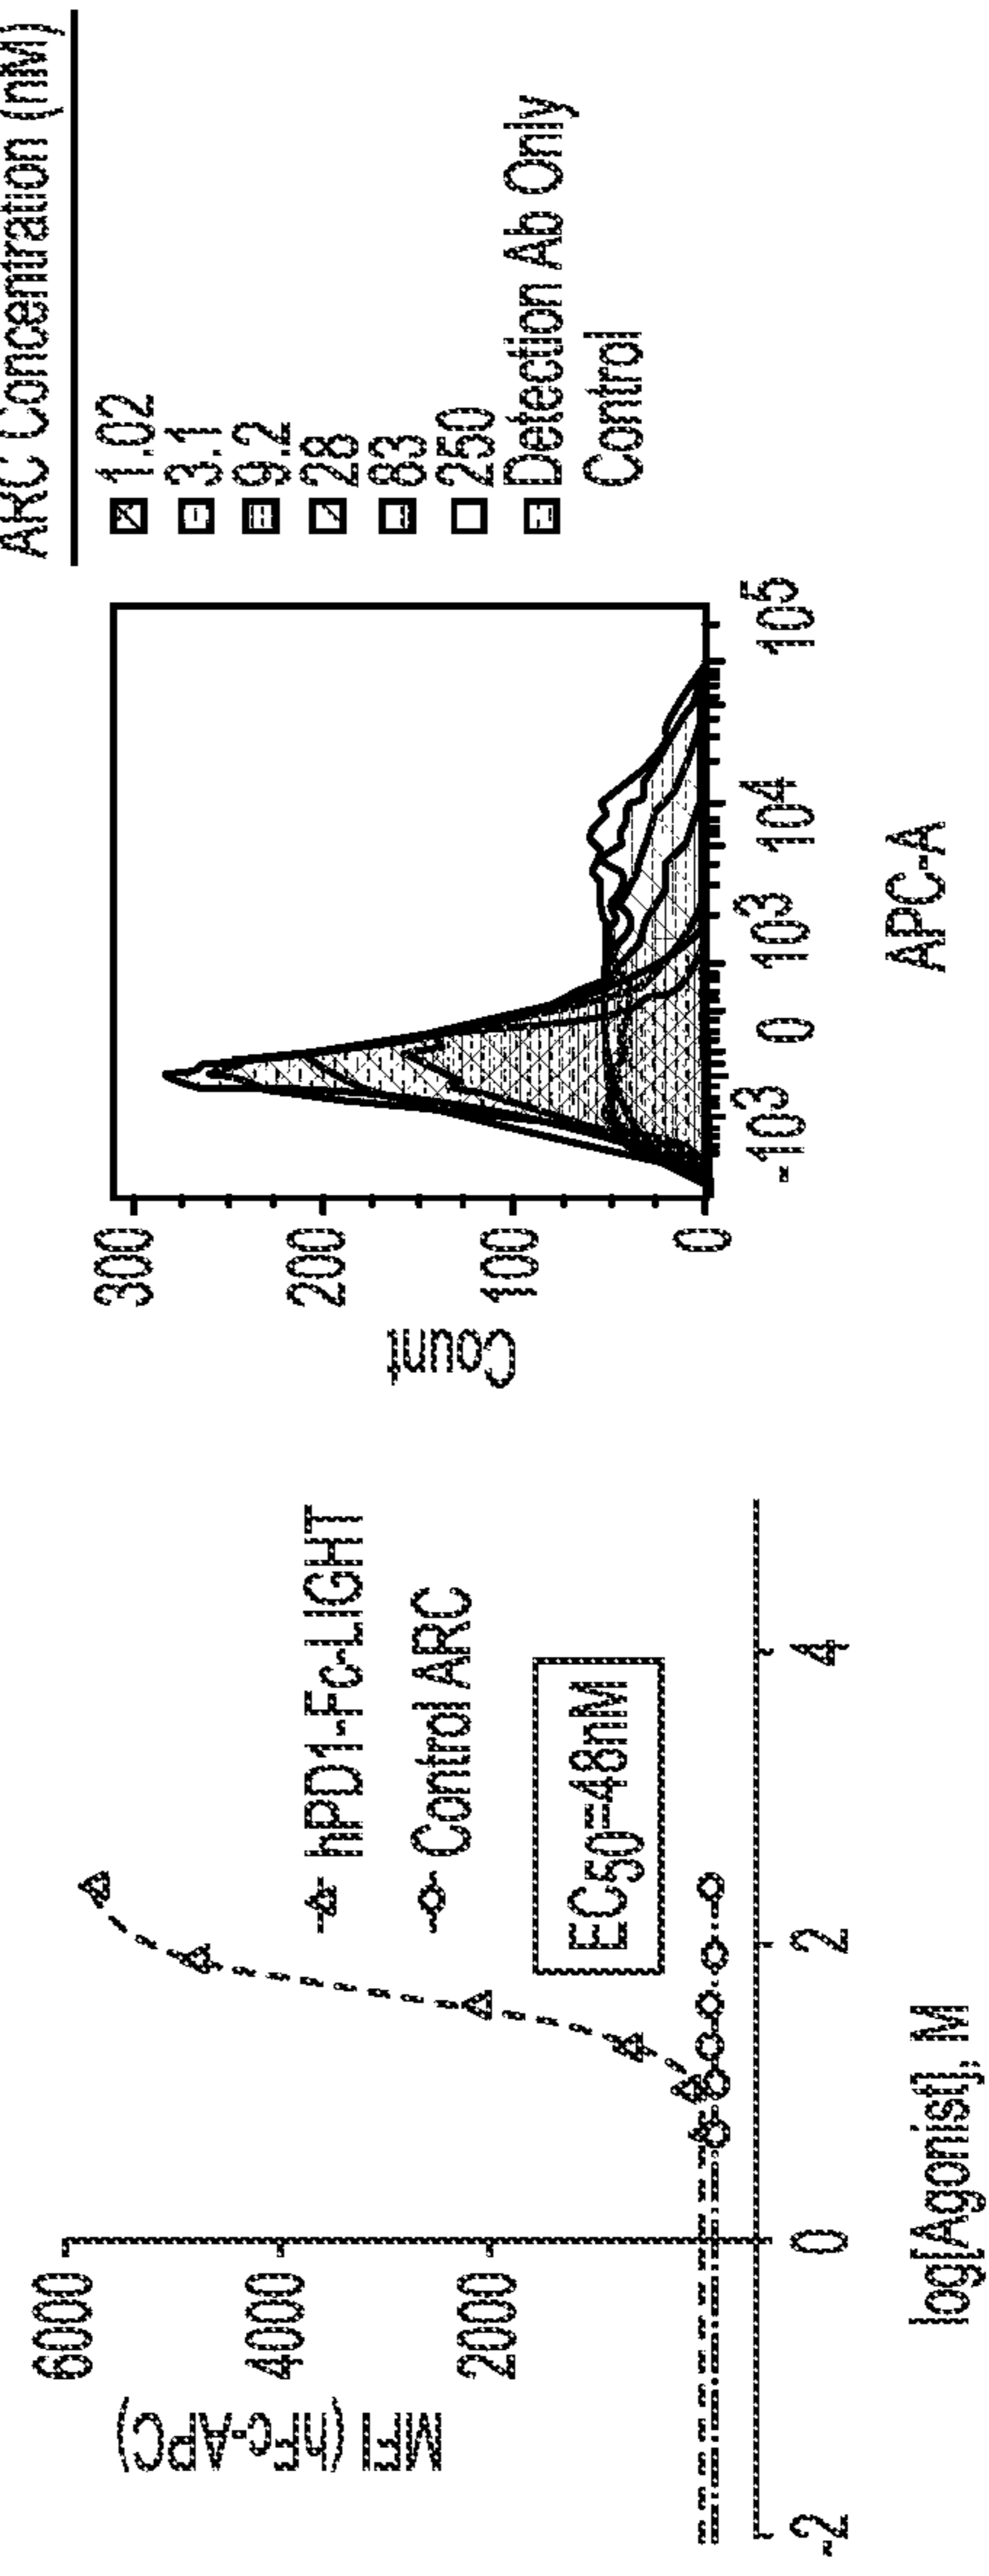 6000
4000
2000
MFI (hFc-APC)
-2
0
2
4
log[Agonist], M
hPD1-Fc-LIGHT
Control ARC
EC50=48nM
300
200
100
0
Count
-10³
0
10³
10⁴
10⁵
APC-A
ARC Concentration (nM)
1.02
3.1
9.2
28
83
250
Detection Ab Only
Control